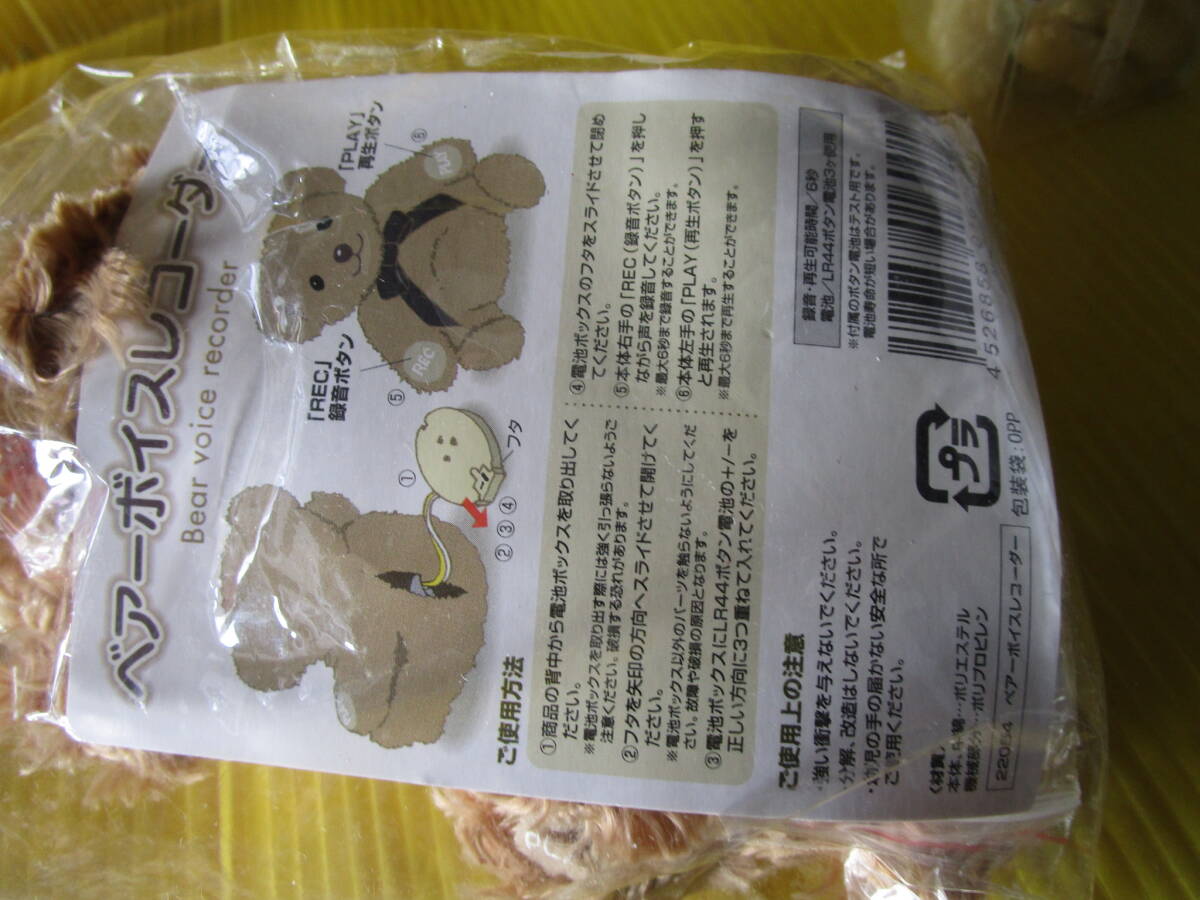 ベアーボイスレコーダー
Bear voice recorder
「PLAY」
再生ボタン
⑤
PLAY
「REC」
録音ボタン
⑤
REC
①
フタ
② ③ ④
ご使用方法
①商品の背中から電池ボックスを取り出してく
ださい。
※電池ボックスを取り出す際には強く引っ張らないようご
注意ください。破損する恐れがあります。
②フタを矢印の方向へスライドさせて開けてく
ださい。
※電池ボックス以外のパーツを触らないようにしてくだ
さい。故障や破損の原因となります。
③電池ボックスにLR44ボタン電池の+/-を
正しい方向に3つ重ねて入れてください。
④電池ボックスのフタをスライドさせて閉め
てください。
⑤本体右手の「REC(録音ボタン)」を押し
ながら声を録音してください。
※最大6秒まで録音することができます。
⑥本体左手の「PLAY(再生ボタン)」を押す
と再生されます。
※最大6秒まで再生することができます。
ご使用上の注意
・強い衝撃を与えないでください。
・分解、改造はしないでください。
・幼児の手の届かない安全な所で
ご使用ください。
録音・再生可能時間/6秒
電池/LR44ボタン電池3ヶ使用
※付属のボタン電池はテスト用です。
電池寿命が短い場合があります。
4 526858
プラ
包装袋:OPP
本体、中綿…ポリエステル
…ポリプロピレン
ベアーボイスレコーダー